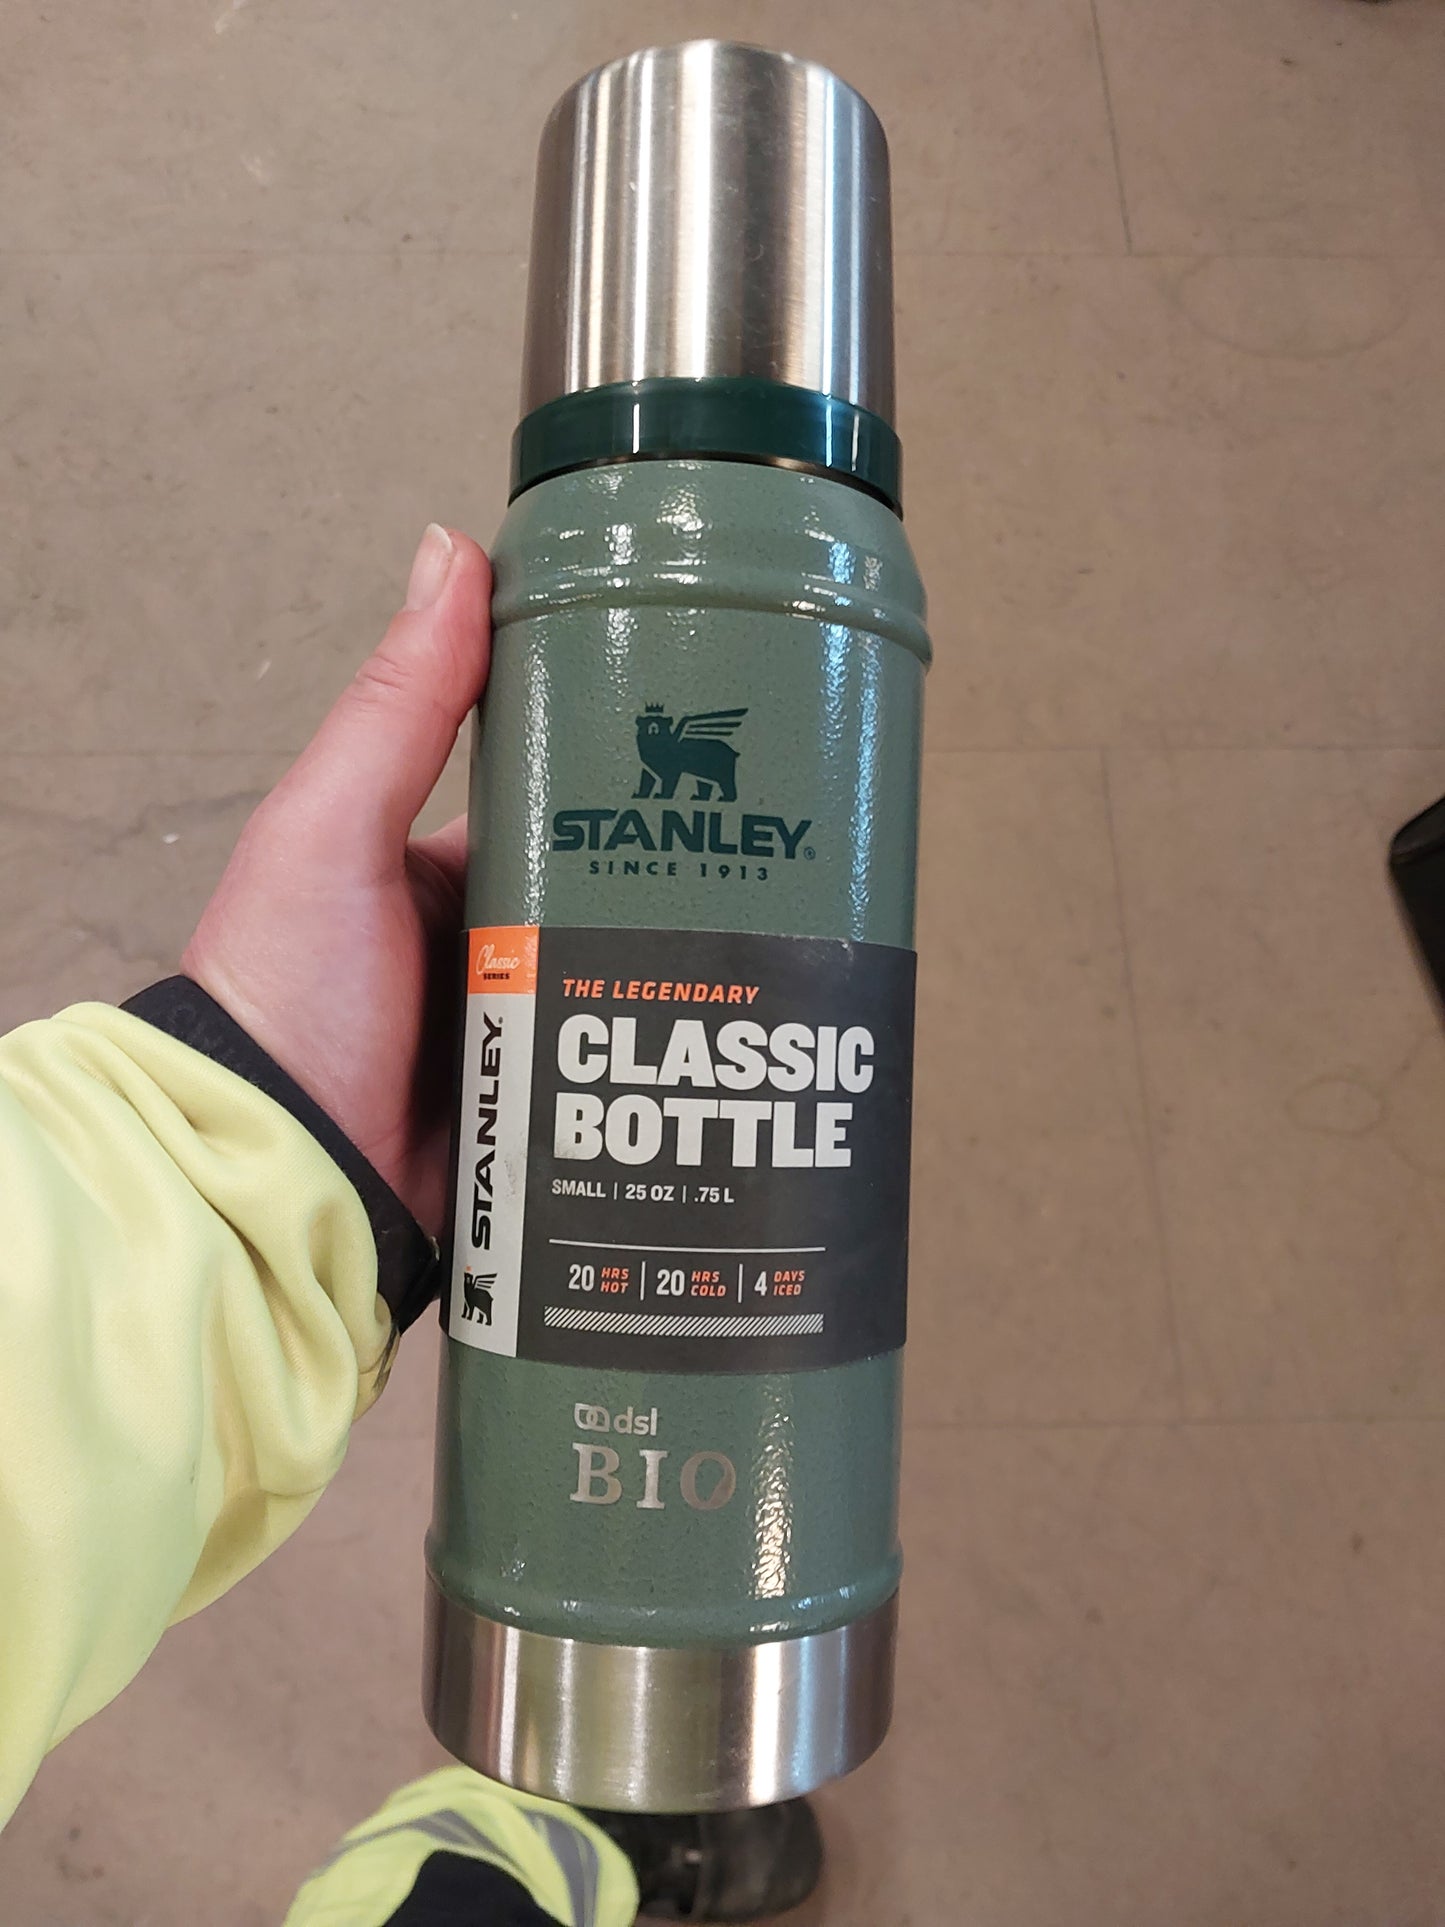 STANLEY®
SINCE 1913
Classic
SERIES
STANLEY®
THE LEGENDARY
CLASSIC
BOTTLE
SMALL | 25 OZ | .75 L
20 HRS HOT | 20 HRS COLD | 4 DAYS ICED
dsl
BIO